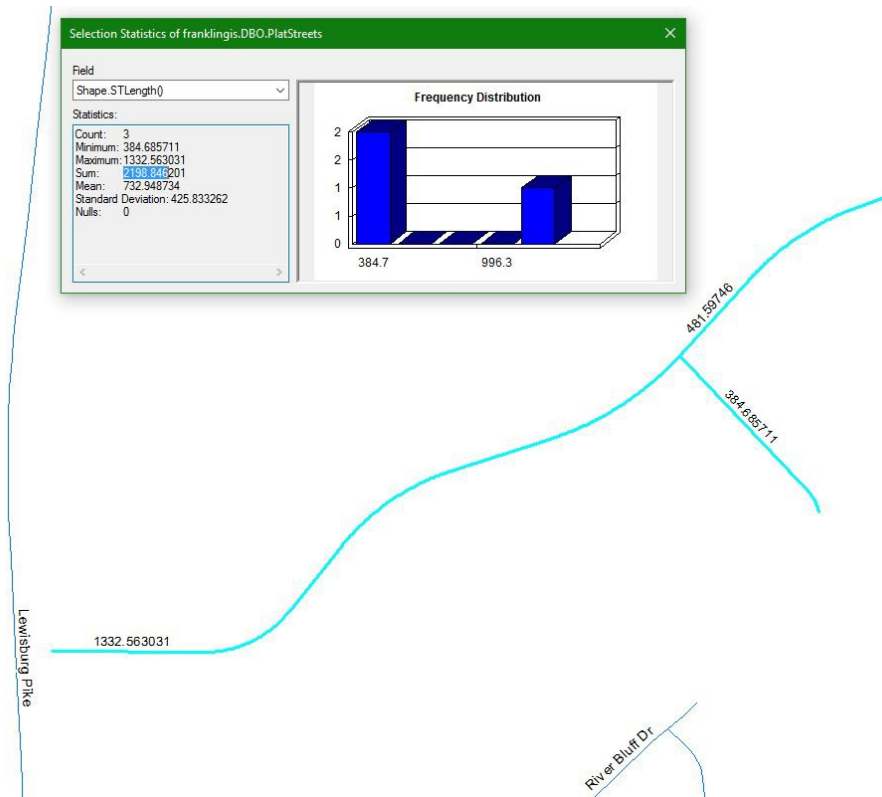 Selection Statistics of franklingis.DBO.PlatStreets
Field
Shape.STLength()
Statistics:
Count: 3
Minimum: 384.685711
Maximum: 1332.563031
Sum: 2198.846201
Mean: 732.948734
Standard Deviation: 425.833262
Nulls: 0
Frequency Distribution
2
2
1
1
0
384.7 996.3
481.59746
384.685711
1332.563031
Lewisburg Pike
River Bluff Dr